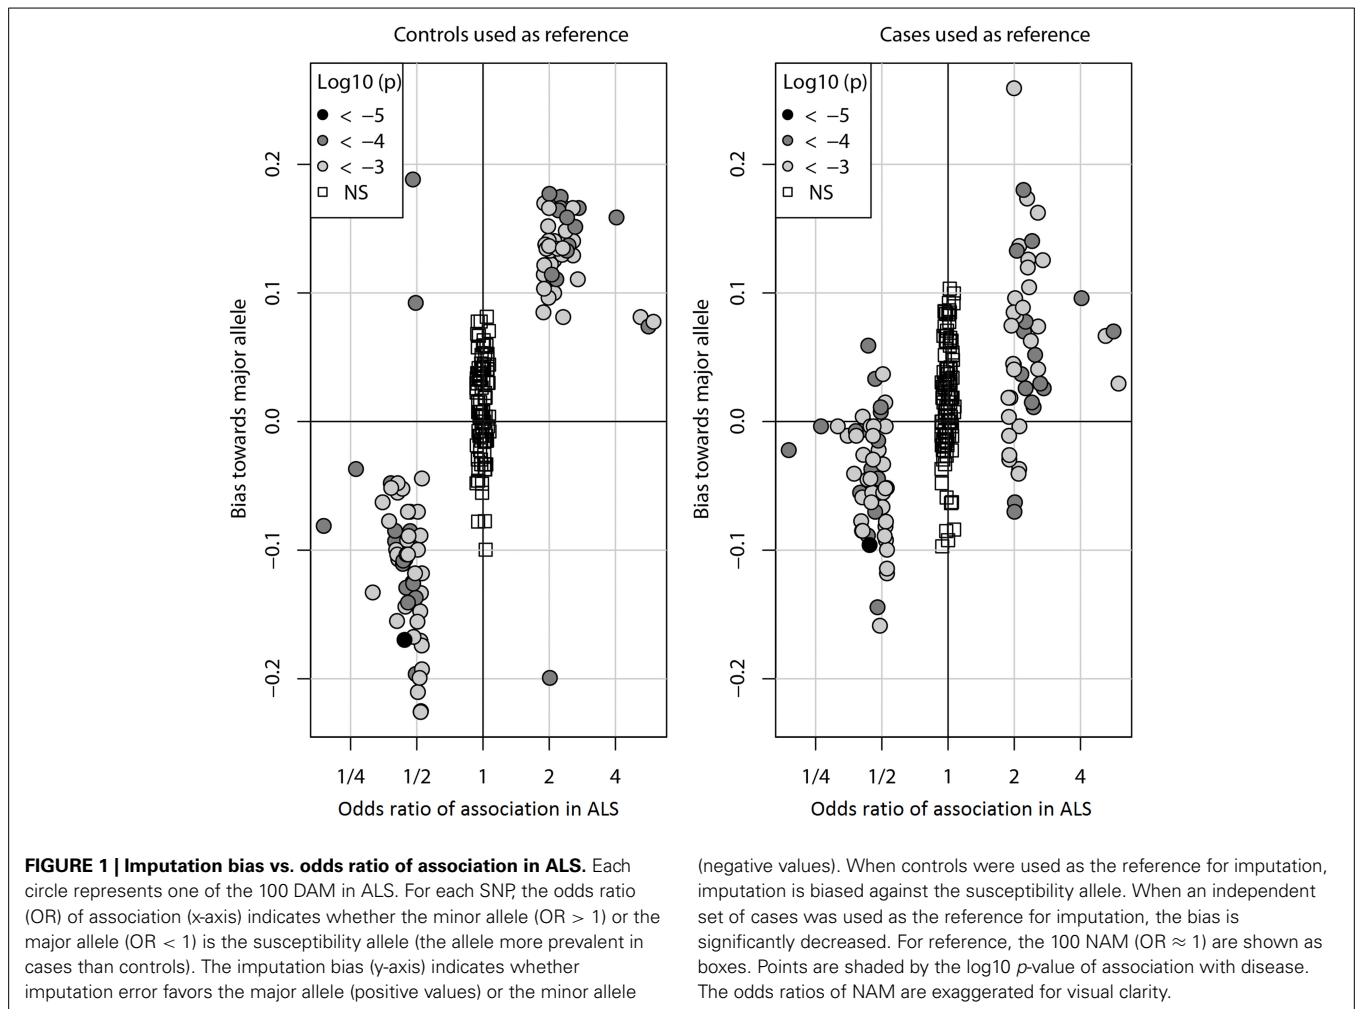 Controls used as reference
Log10 (p)
< −5
< −4
< −3
NS
Bias towards major allele
0.2
0.1
0.0
−0.1
−0.2
1/4 1/2 1 2 4
Odds ratio of association in ALS
Cases used as reference
Log10 (p)
< −5
< −4
< −3
NS
Bias towards major allele
0.2
0.1
0.0
−0.1
−0.2
1/4 1/2 1 2 4
Odds ratio of association in ALS
FIGURE 1 | Imputation bias vs. odds ratio of association in ALS. Each
circle represents one of the 100 DAM in ALS. For each SNP, the odds ratio
(OR) of association (x-axis) indicates whether the minor allele (OR > 1) or the
major allele (OR < 1) is the susceptibility allele (the allele more prevalent in
cases than controls). The imputation bias (y-axis) indicates whether
imputation error favors the major allele (positive values) or the minor allele
(negative values). When controls were used as the reference for imputation,
imputation is biased against the susceptibility allele. When an independent
set of cases was used as the reference for imputation, the bias is
significantly decreased. For reference, the 100 NAM (OR ≈ 1) are shown as
boxes. Points are shaded by the log10 p-value of association with disease.
The odds ratios of NAM are exaggerated for visual clarity.